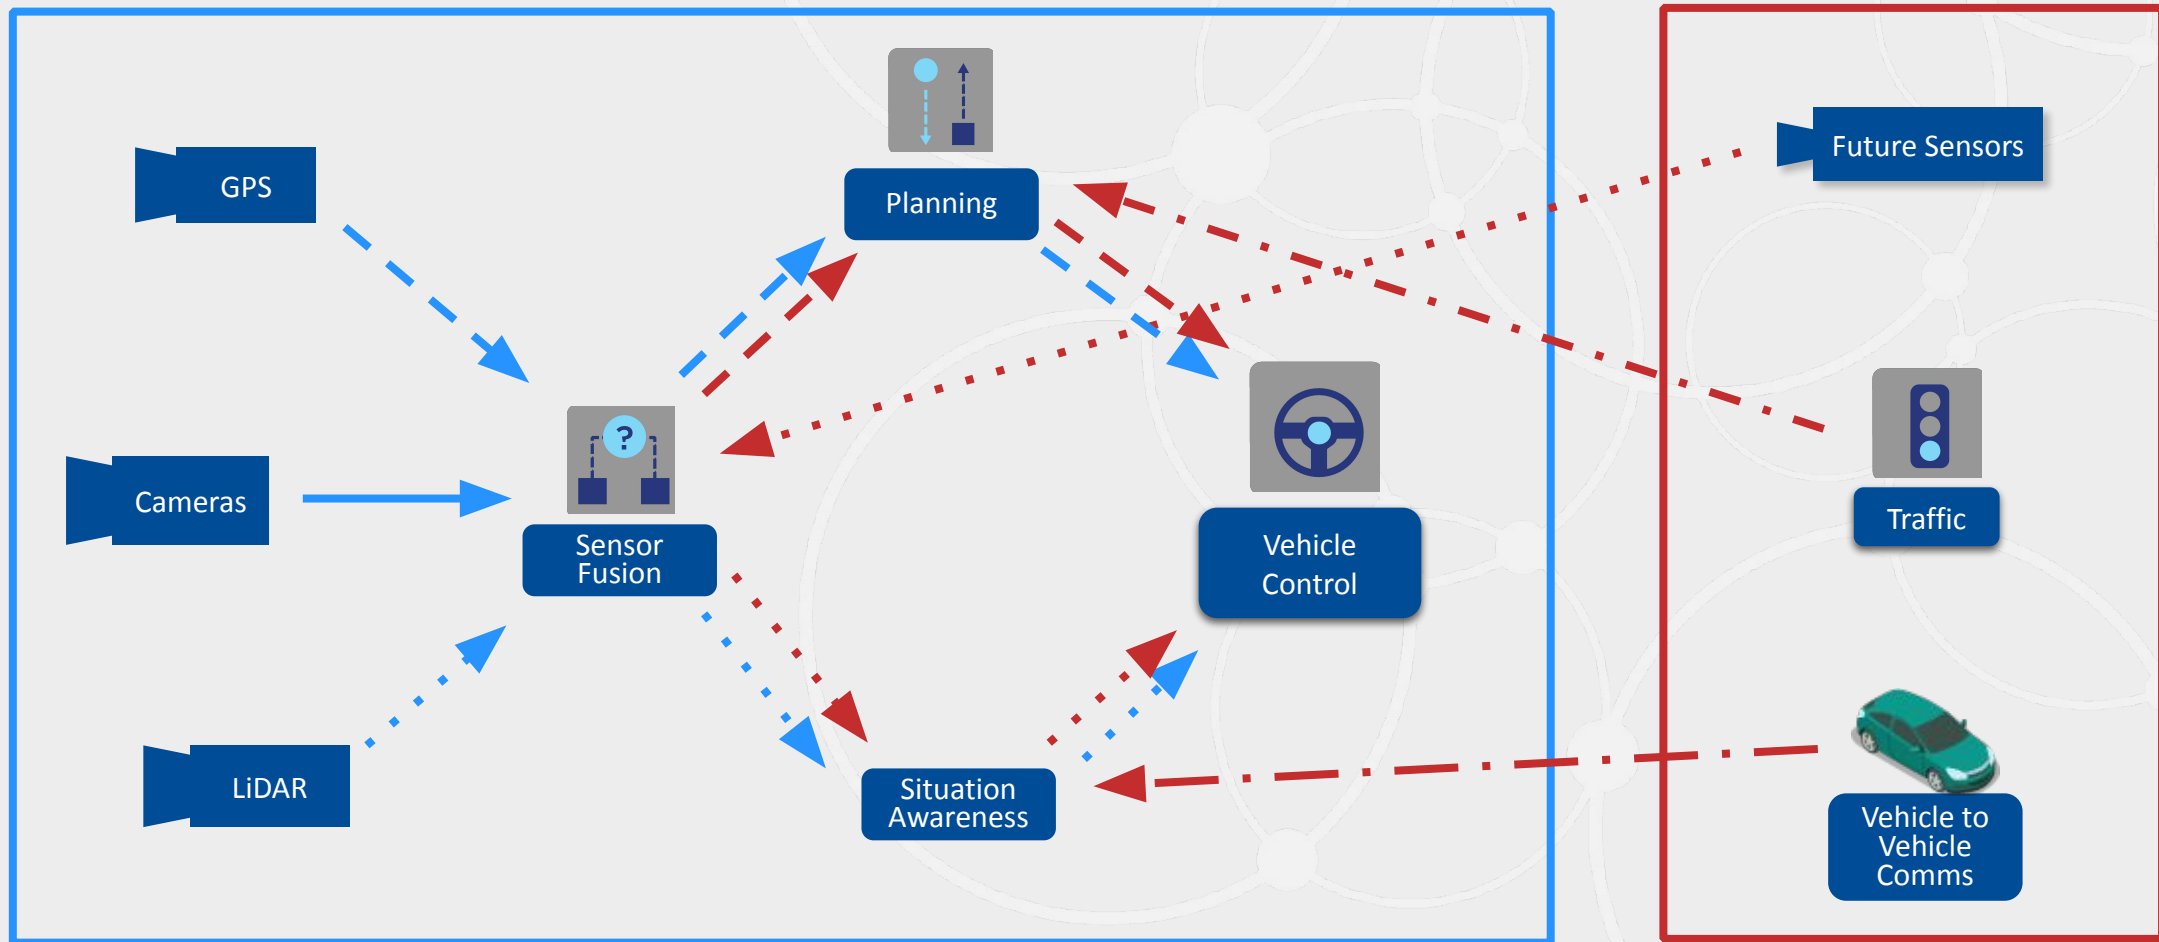 GPS
Planning
Future Sensors
?
Cameras
Sensor
Fusion
Vehicle
Control
Traffic
LiDAR
Situation
Awareness
Vehicle to
Vehicle
Comms